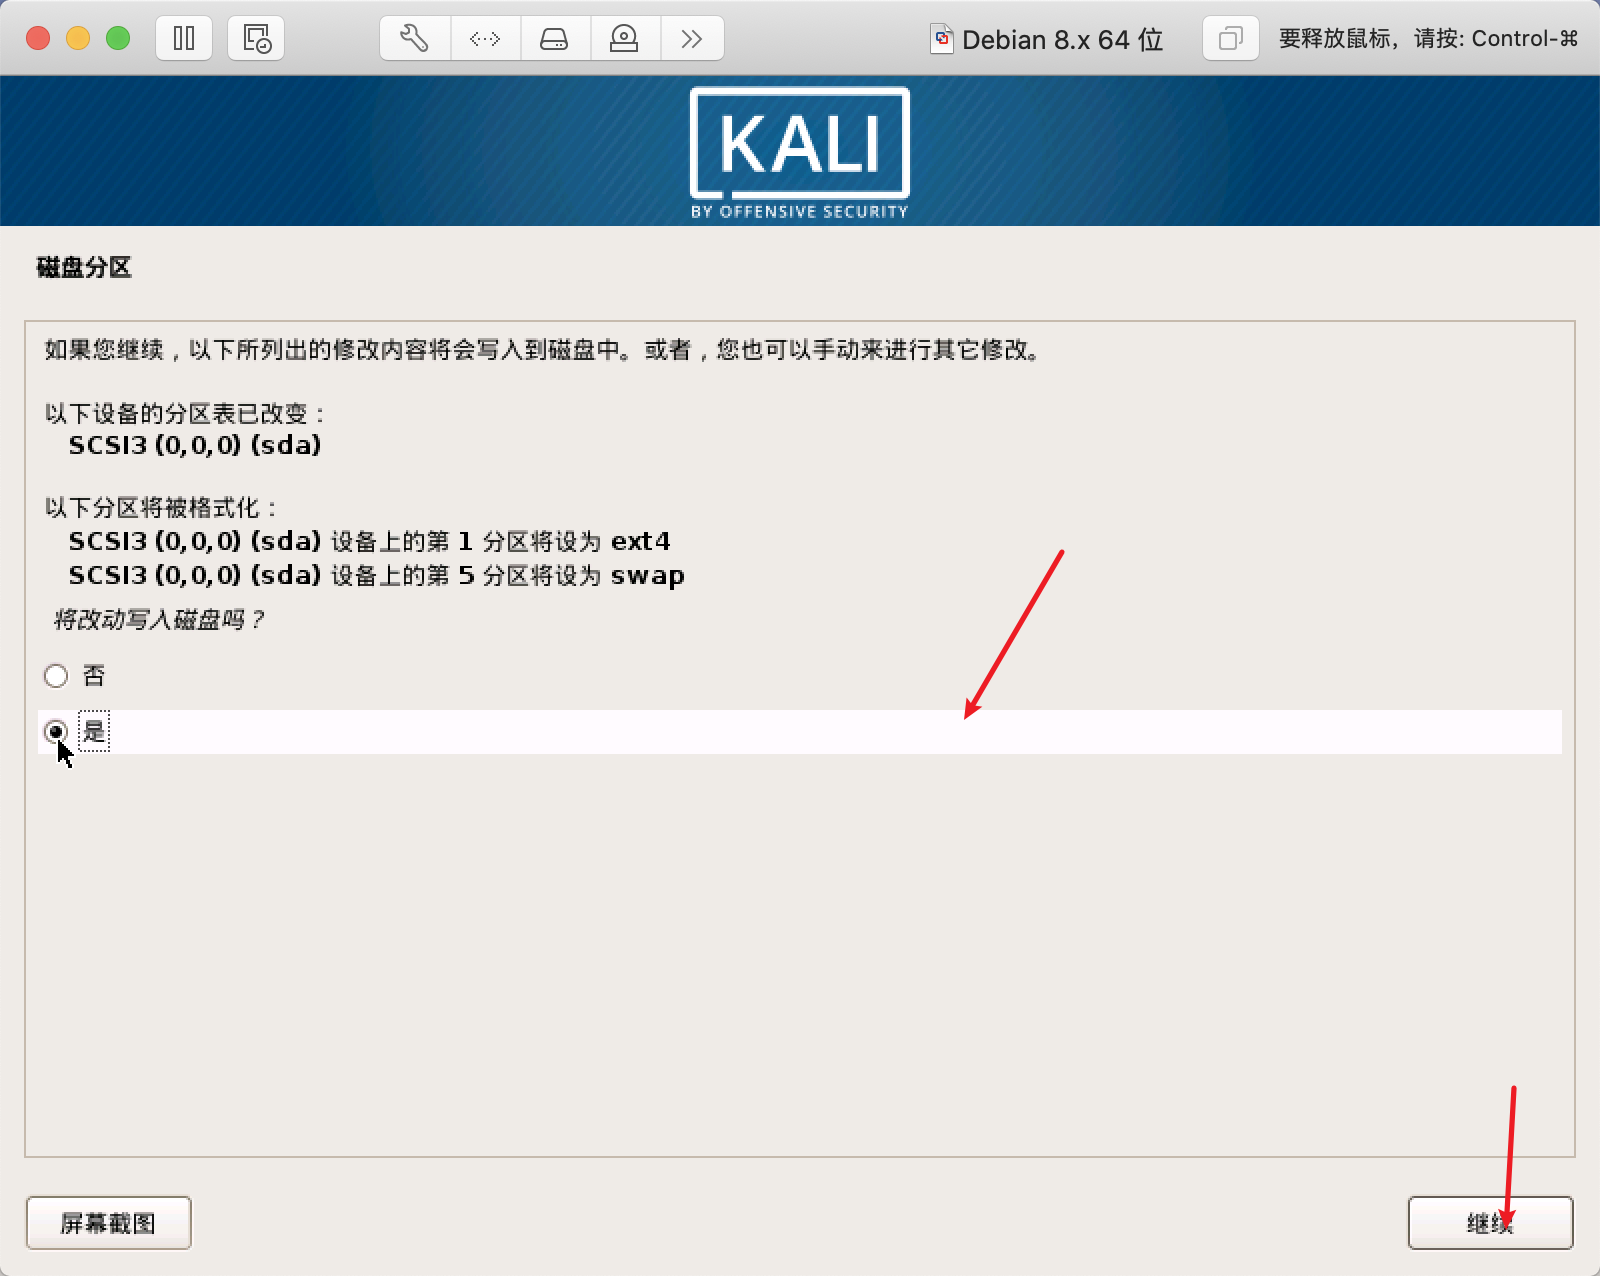 Debian 8.x 64 位
要释放鼠标，请按: Control-⌘
KALI
BY OFFENSIVE SECURITY
磁盘分区
如果您继续，以下所列出的修改内容将会写入到磁盘中。或者，您也可以手动来进行其它修改。
以下设备的分区表已改变：
SCSI3 (0,0,0) (sda)
以下分区将被格式化：
SCSI3 (0,0,0) (sda) 设备上的第 1 分区将设为 ext4
SCSI3 (0,0,0) (sda) 设备上的第 5 分区将设为 swap
将改动写入磁盘吗？
否
是
屏幕截图
继续